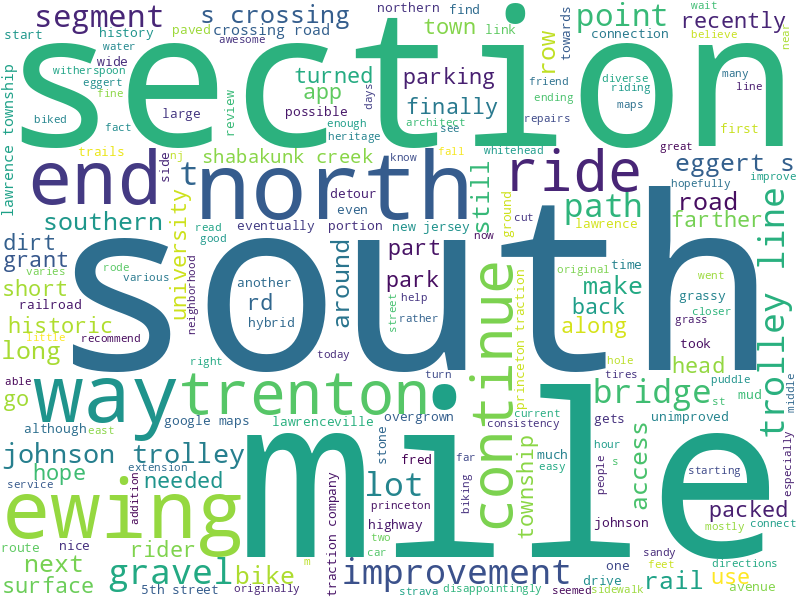 segment
s crossing
northern
find
wait
point
recently
start
history
paved
awesome
crossing road
town
link
towards
connection
believe
near
water
witherspoon
eggert
fine
section
biked
fact
wide
turned
app
review
large
possible
days
parking
finally
enough
heritage
architect
see
row
friend
ending
repairs
diverse
riding
maps
many
line
first
lawrence township
trails
nj
side
shabakunk creek
know
fall
whitehead
great
eggert s
hopefully
improve
end
t
north
ride
detour
even
still
ground
cut
path
lawrence
road
farther
southern
university
read
good
eventually
portion
new jersey
now
dirt
grant
varies
rode
various
neighborhood
another
rd
hybrid
around
part
park
help
rather
street
south
continue
princeton traction
original
time
make
back
along
hole
went
grassy
closer
grass
took
trolley line
short
railroad
historic
little
recommend
long
right
today
turn
tires
head
able
go
way
trenton
bridge
puddle
st
mud
middle
although
east
google maps
lawrenceville
overgrown
current
consistency
gets
unimproved
johnson trolley
stone
fred
far
much
easy
hour
s
access
starting
especially
hope
service
extension
needed
addition
ewing
mile
lot
biking
township
people
packed
connect
mostly
route
nice
rider
traction company
highway
princeton
two
car
johnson
sandy
directions
next
surface
gravel
bike
m
improvement
one
feet
rail
use
5th street
originally
strava
disappointingly
seemed
drive
sidewalk
avenue